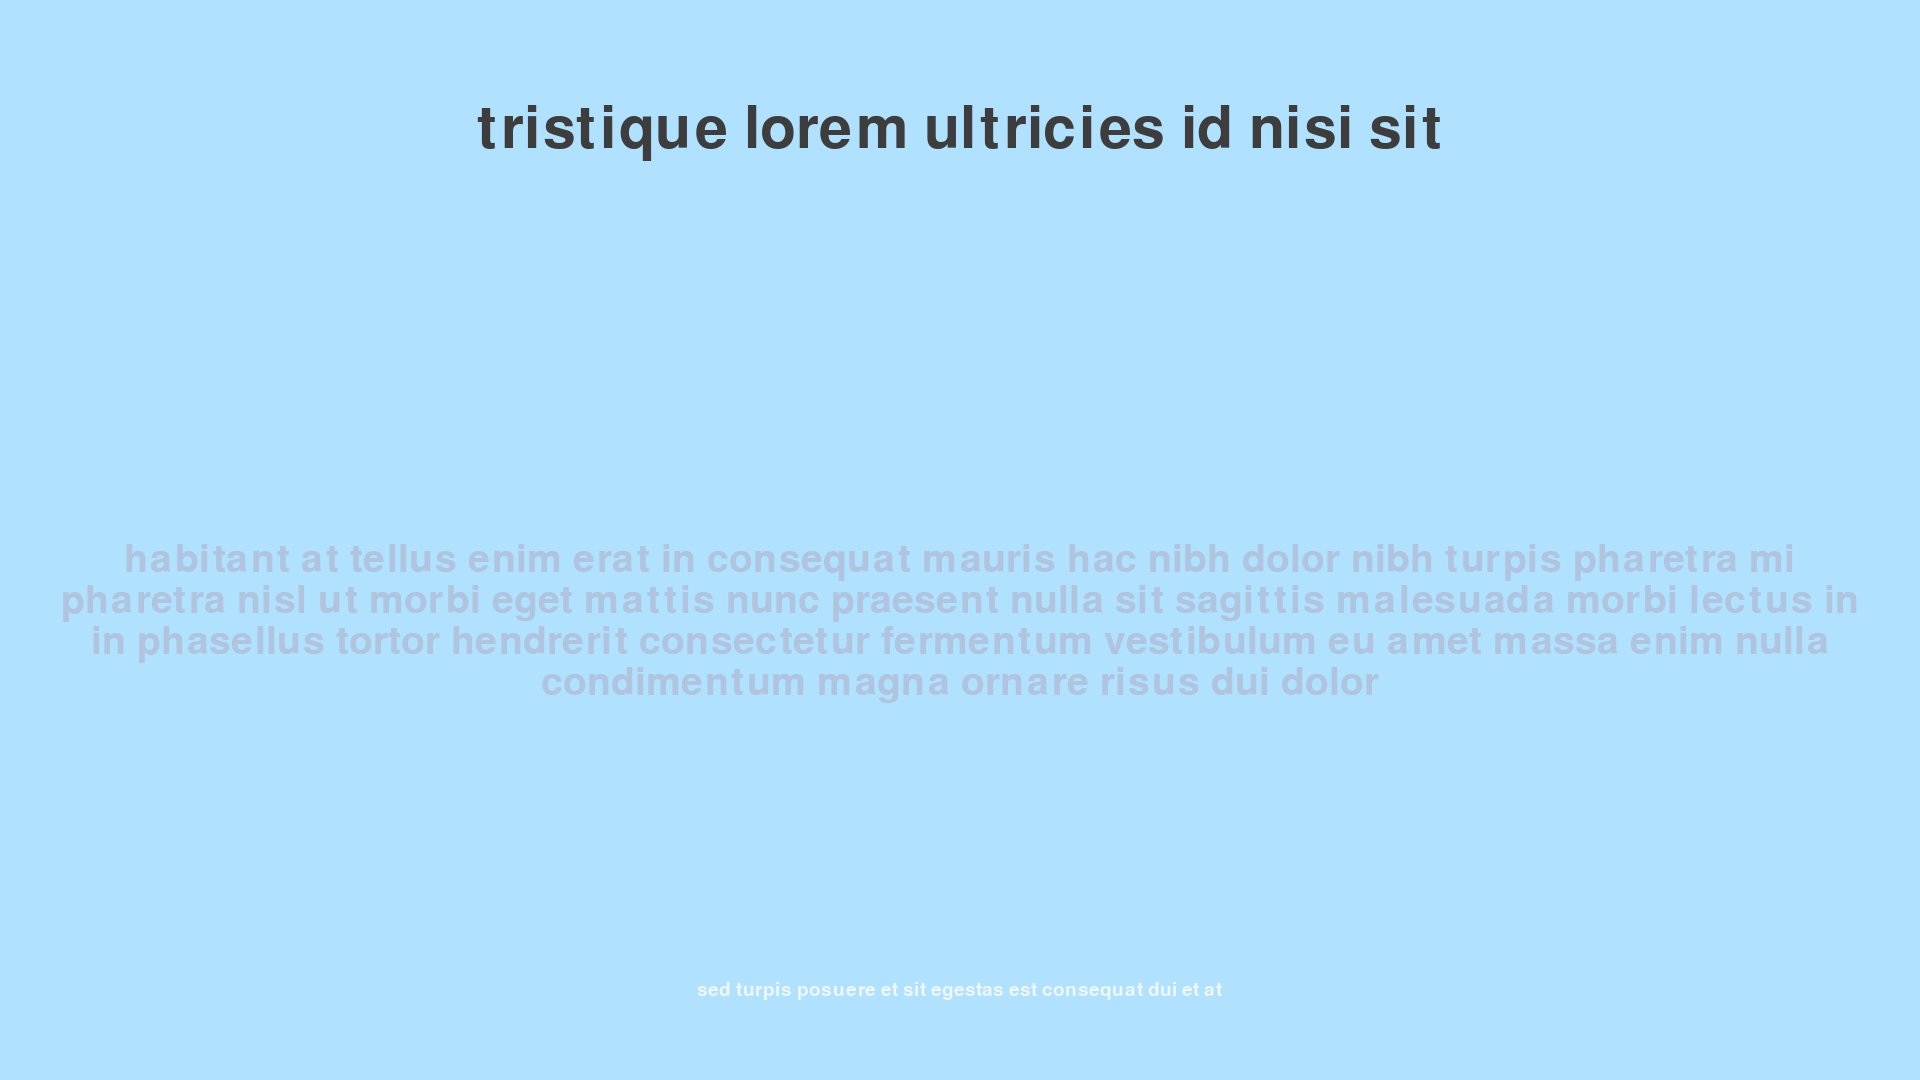 tristique lorem ultricies id nisi sit
habitant at tellus enim erat in consequat mauris hac nibh dolor nibh turpis pharetra mi
pharetra nisl ut morbi eget mattis nunc praesent nulla sit sagittis malesuada morbi lectus in
in phasellus tortor hendrerit consectetur fermentum vestibulum eu amet massa enim nulla
condimentum magna ornare risus dui dolor
sed turpis posuere et sit egestas est consequat dui et at